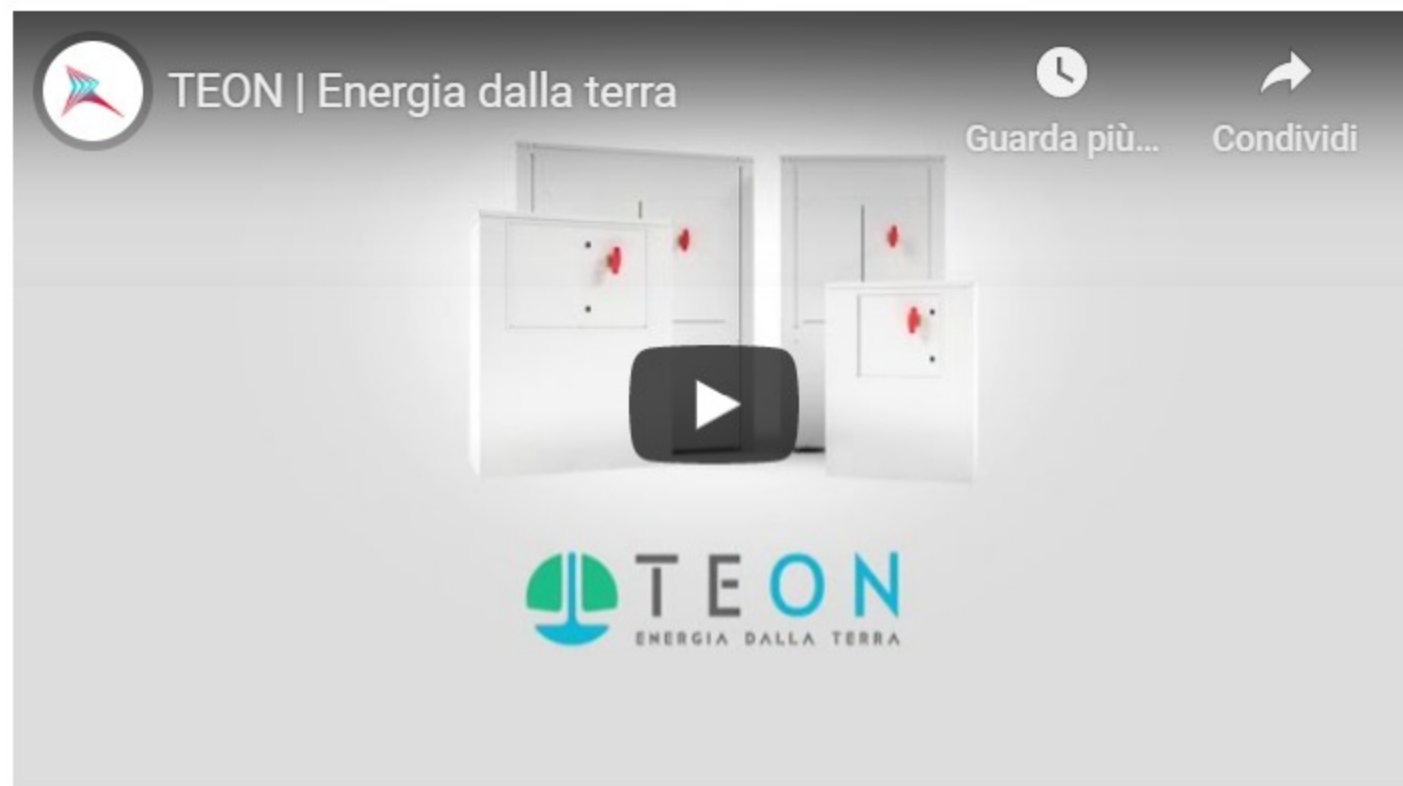 TEON | Energia dalla terra
Guarda più...
Condividi
TEON
ENERGIA DALLA TERRA